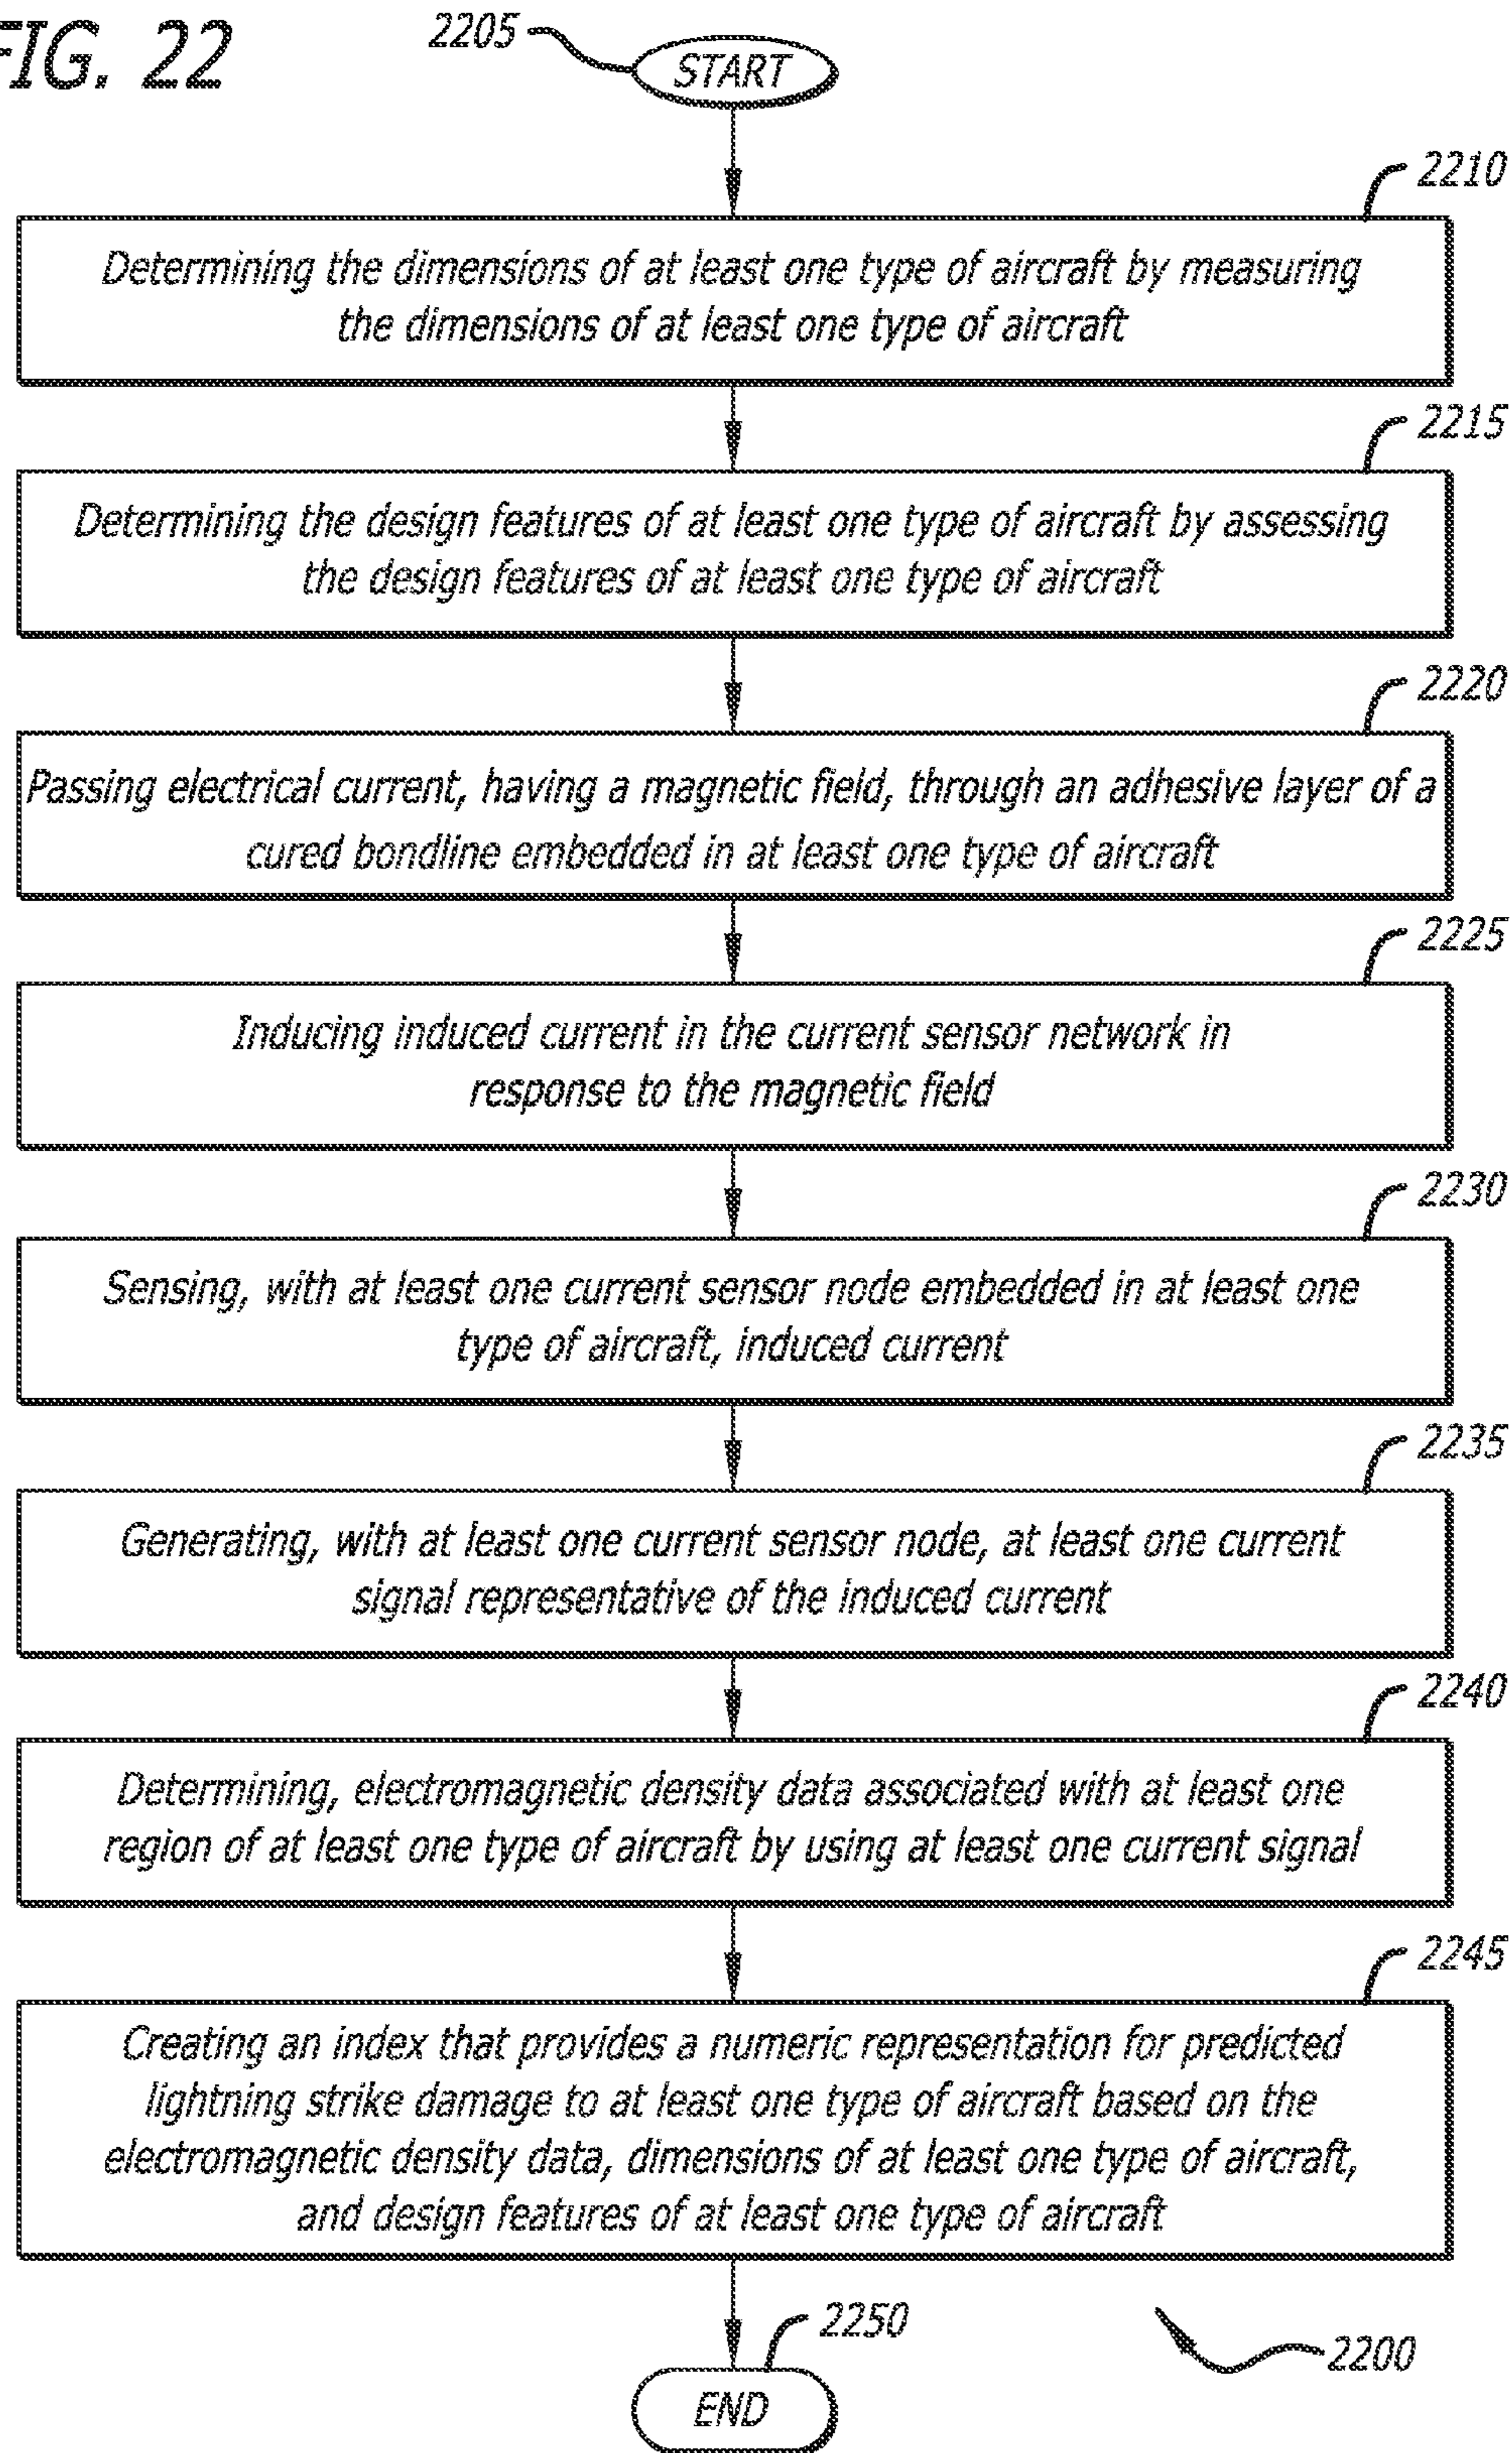 FIG. 22
2205
START
2210
Determining the dimensions of at least one type of aircraft by measuring
the dimensions of at least one type of aircraft
2215
Determining the design features of at least one type of aircraft by assessing
the design features of at least one type of aircraft
2220
Passing electrical current, having a magnetic field, through an adhesive layer of a
cured bondline embedded in at least one type of aircraft
2225
Inducing induced current in the current sensor network in
response to the magnetic field
2230
Sensing, with at least one current sensor node embedded in at least one
type of aircraft, induced current
2235
Generating, with at least one current sensor node, at least one current
signal representative of the induced current
2240
Determining, electromagnetic density data associated with at least one
region of at least one type of aircraft by using at least one current signal
2245
Creating an index that provides a numeric representation for predicted
lightning strike damage to at least one type of aircraft based on the
electromagnetic density data, dimensions of at least one type of aircraft,
and design features of at least one type of aircraft
2250
END
2200